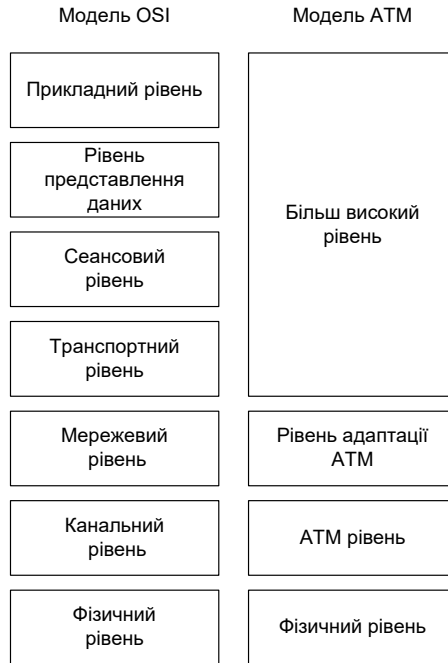 Модель OSI
Модель ATM
Прикладний рівень
Рівень
представлення
даних
Сеансовий
рівень
Транспортний
рівень
Більш високий
рівень
Мережевий
рівень
Рівень адаптації
ATM
Канальний
рівень
ATM рівень
Фізичний
рівень
Фізичний рівень